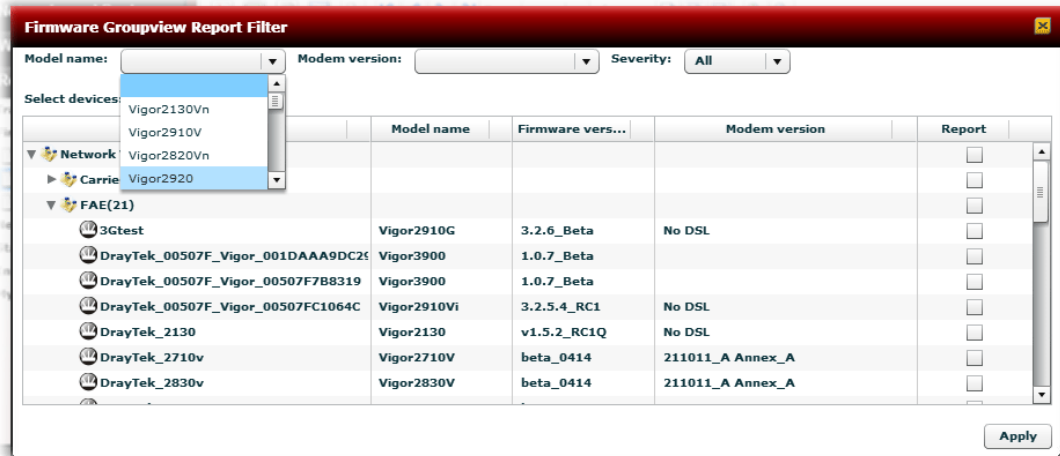 Firmware Groupview Report Filter
Model name: Modem version: Severity: All
Select devices
Vigor2130Vn
Vigor2910V
Vigor2820Vn
Vigor2920
Model name Firmware vers... Modem version Report
Network
Carrie
FAE(21)
3Gtest Vigor2910G 3.2.6_Beta No DSL
DrayTek_00507F_Vigor_001DAAA9DC29 Vigor3900 1.0.7_Beta
DrayTek_00507F_Vigor_00507F7B8319 Vigor3900 1.0.7_Beta
DrayTek_00507F_Vigor_00507FC1064C Vigor2910Vi 3.2.5.4_RC1 No DSL
DrayTek_2130 Vigor2130 v1.5.2_RC1Q No DSL
DrayTek_2710v Vigor2710V beta_0414 211011_A Annex_A
DrayTek_2830v Vigor2830V beta_0414 211011_A Annex_A
Apply